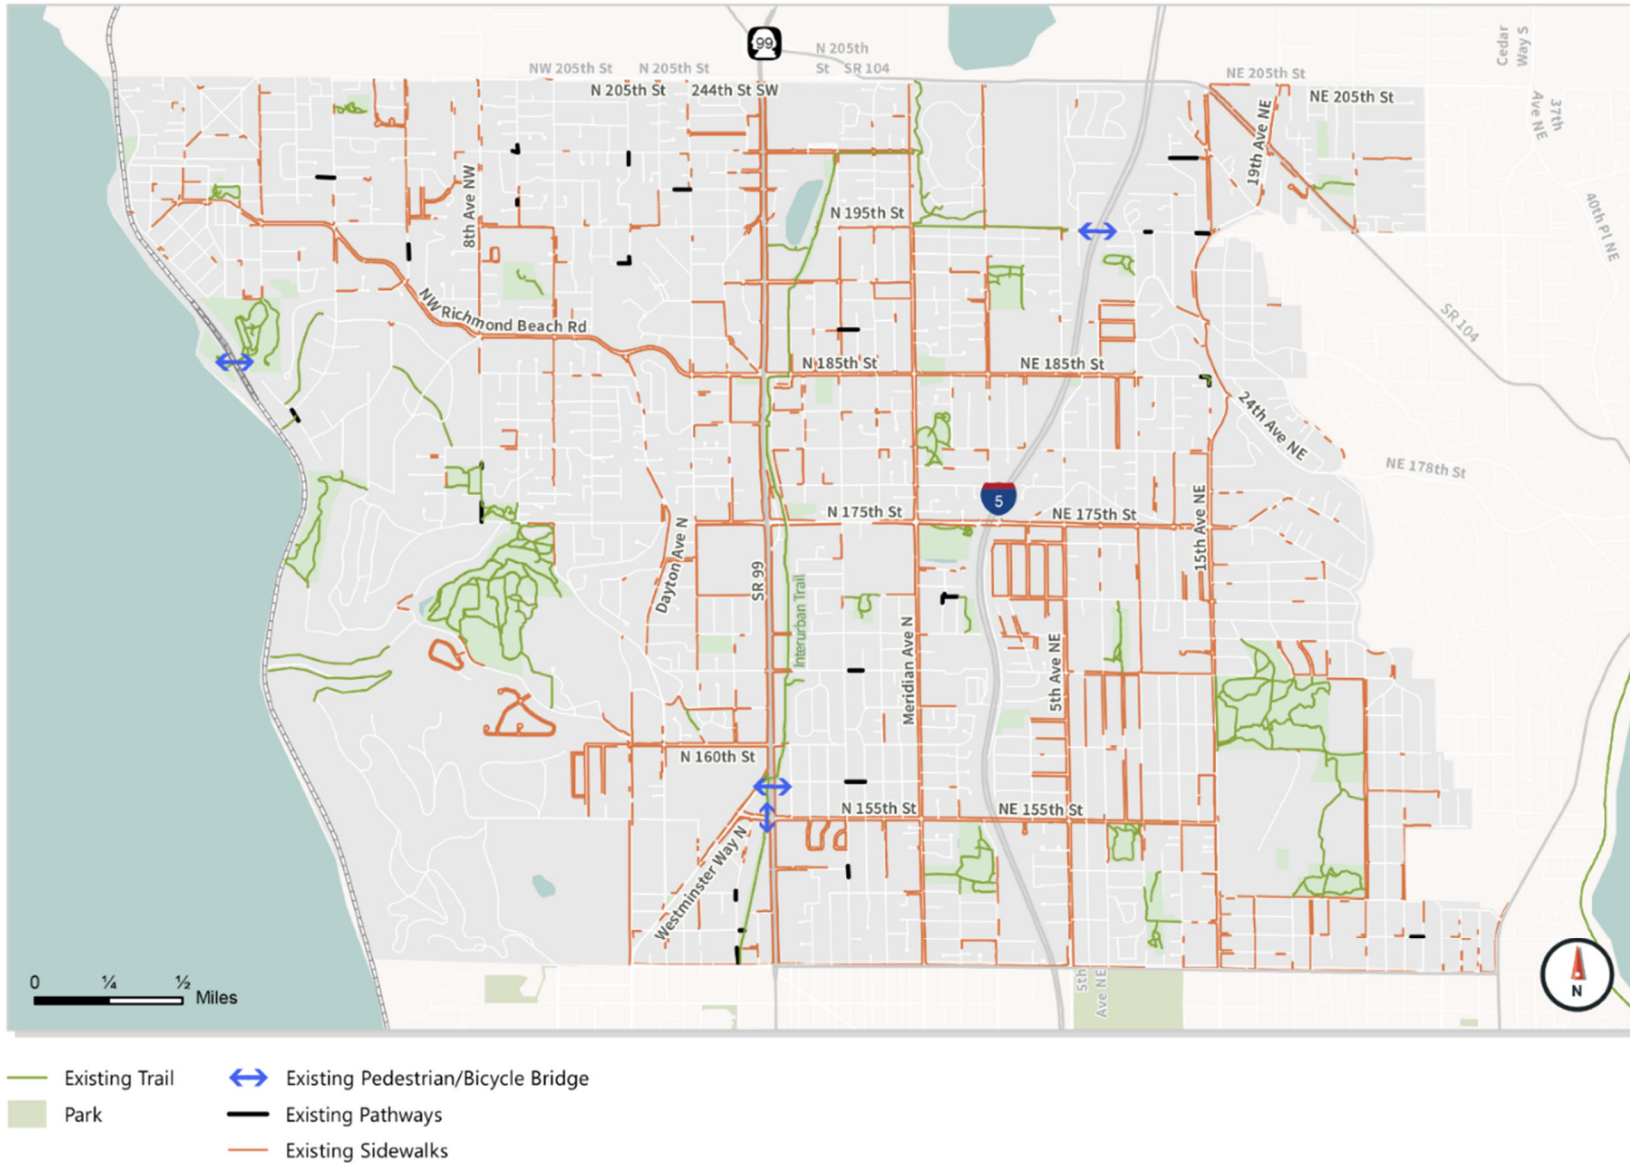 99
N 205th
St SR 104
NW 205th St
N 205th St
N 205th St
244th St SW
NE 205th St
NE 205th St
Cedar
Way S
37th
Ave NE
40th Pl NE
19th Ave NE
8th Ave NW
N 195th St
NW Richmond Beach Rd
SR 104
N 185th St
NE 185th St
24th Ave NE
NE 178th St
5
N 175th St
NE 175th St
15th Ave NE
Dayton Ave N
SR 99
Interurban Trail
Meridian Ave N
5th Ave NE
N 160th St
N 155th St
NE 155th St
Westminster Way N
5th
Ave NE
0 ¼ ½
Miles
N
Existing Trail
Park
Existing Pedestrian/Bicycle Bridge
Existing Pathways
Existing Sidewalks